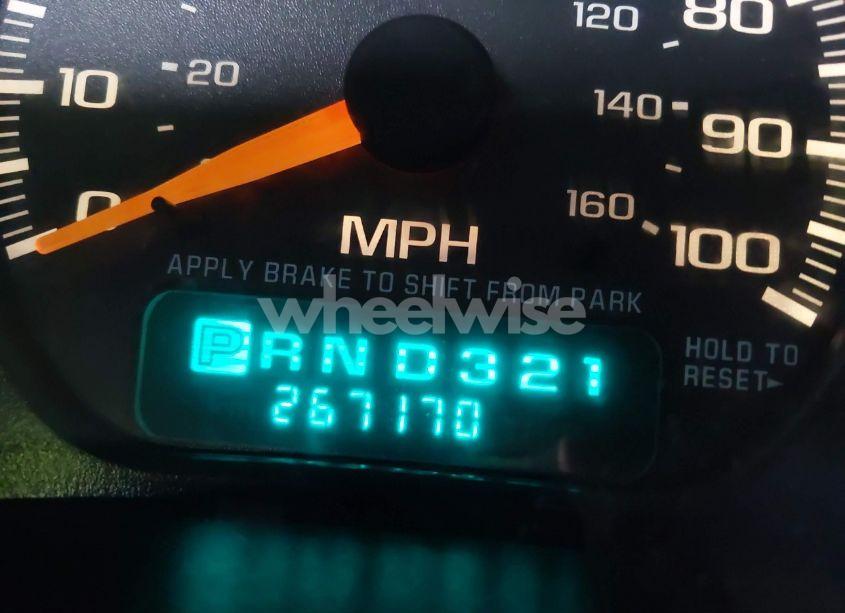 120 80
10 20
140 90
0
160 100
MPH
APPLY BRAKE TO SHIFT FROM PARK
wheelwise
PRND321
HOLD TO
RESET
267170